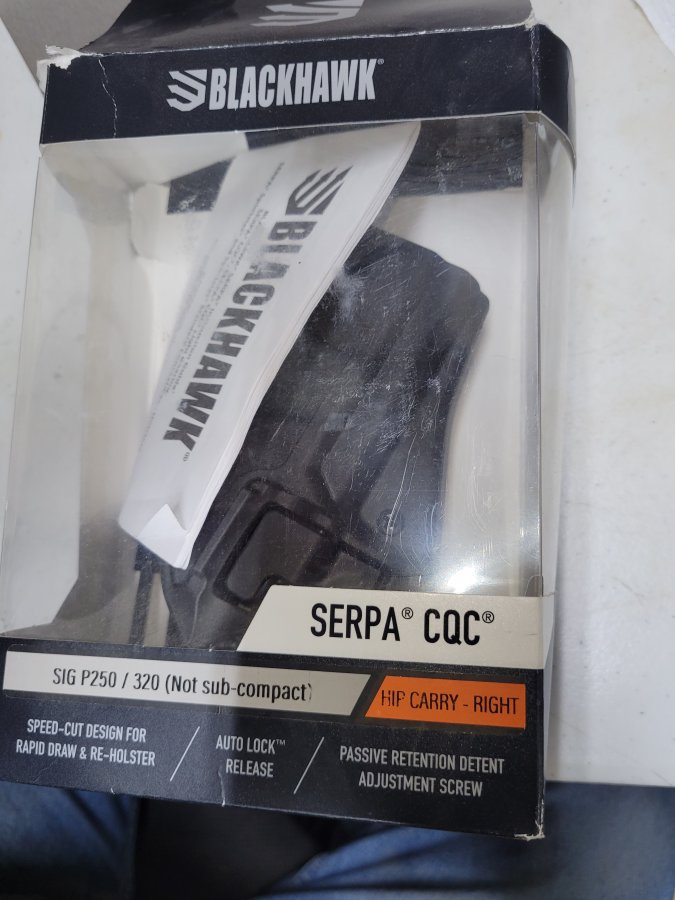 BLACKHAWK®
BLACKHAWK®
SERPA® CQC®
SIG P250 / 320 (Not sub-compact)
HIP CARRY - RIGHT
SPEED-CUT DESIGN FOR
RAPID DRAW & RE-HOLSTER
AUTO LOCK™
RELEASE
PASSIVE RETENTION DETENT
ADJUSTMENT SCREW